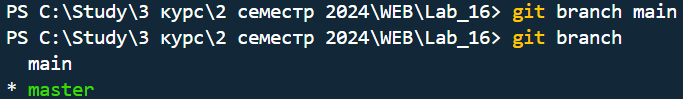 PS C:\Study\3 курс\2 семестр 2024\WEB\Lab_16> git branch main
PS C:\Study\3 курс\2 семестр 2024\WEB\Lab_16> git branch
  main
* master